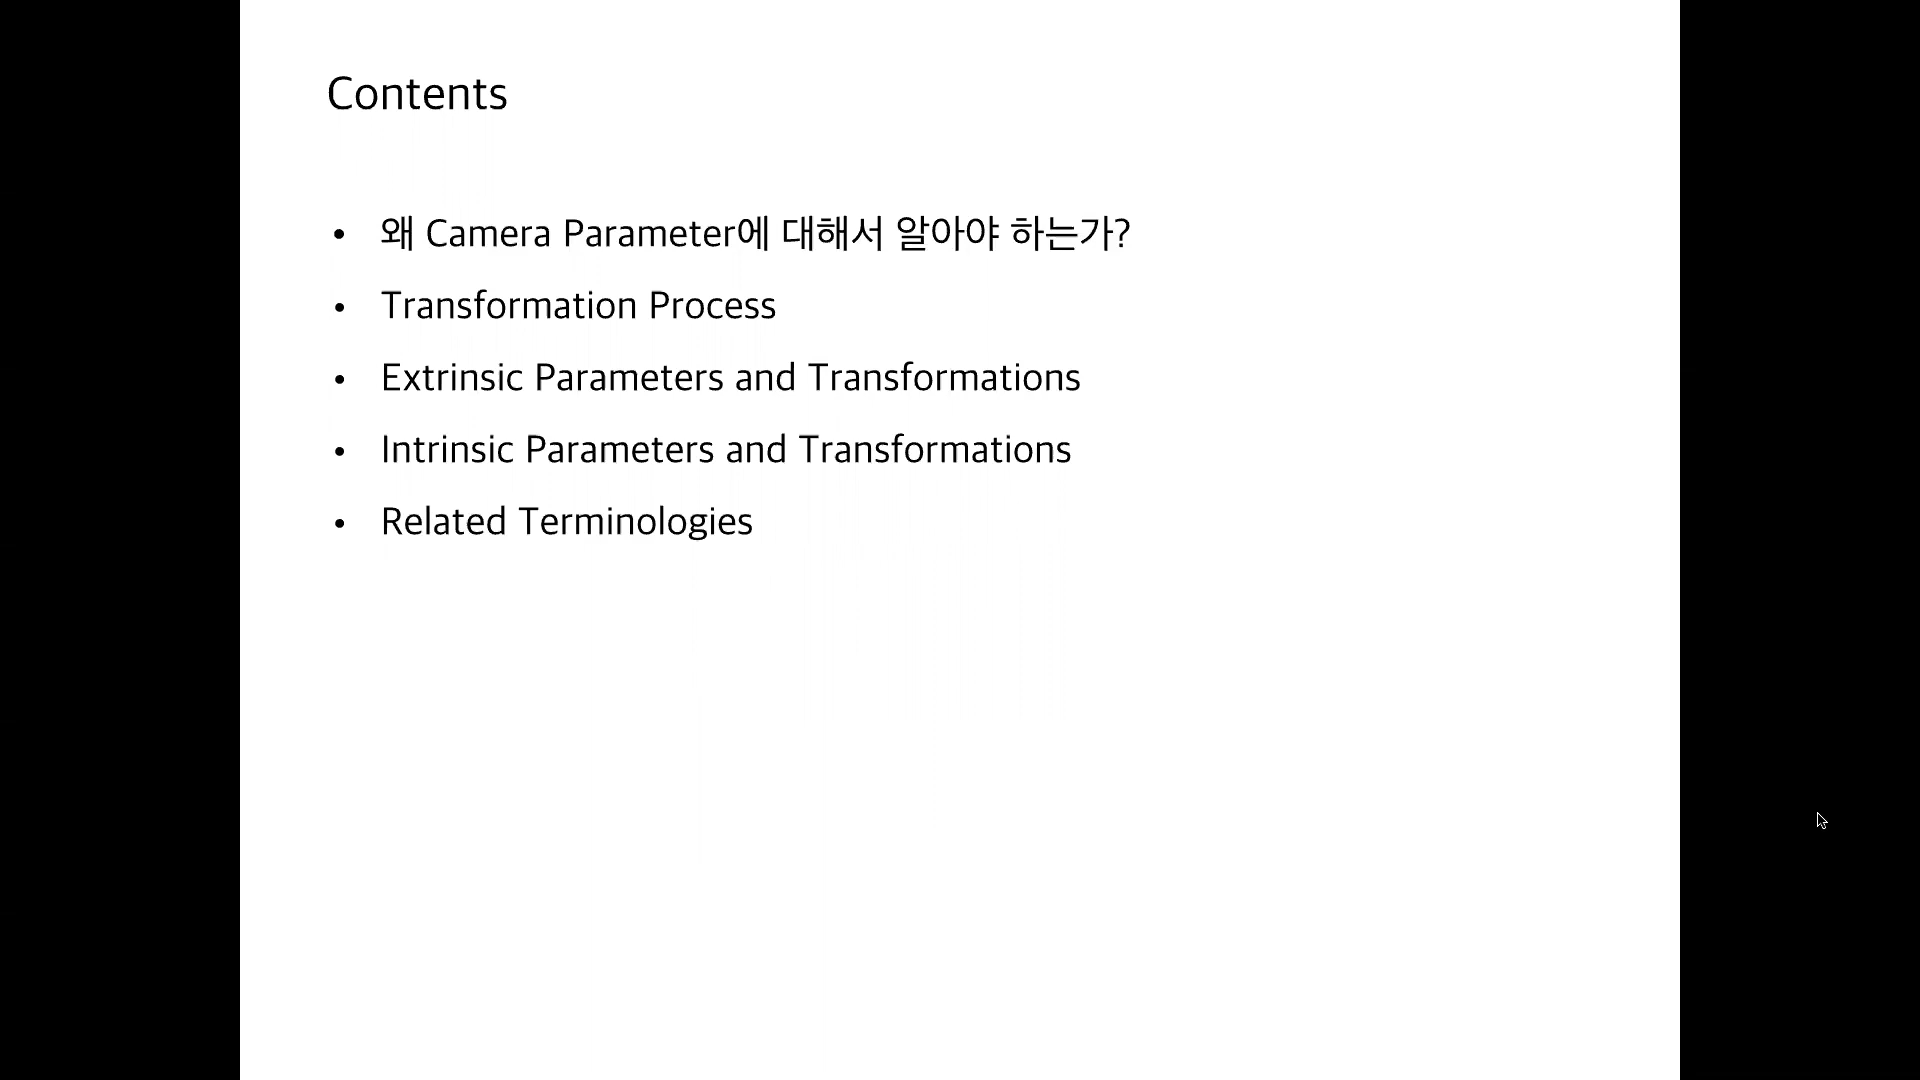 Contents
• 왜 Camera Parameter에 대해서 알아야 하는가?
• Transformation Process
• Extrinsic Parameters and Transformations
• Intrinsic Parameters and Transformations
• Related Terminologies